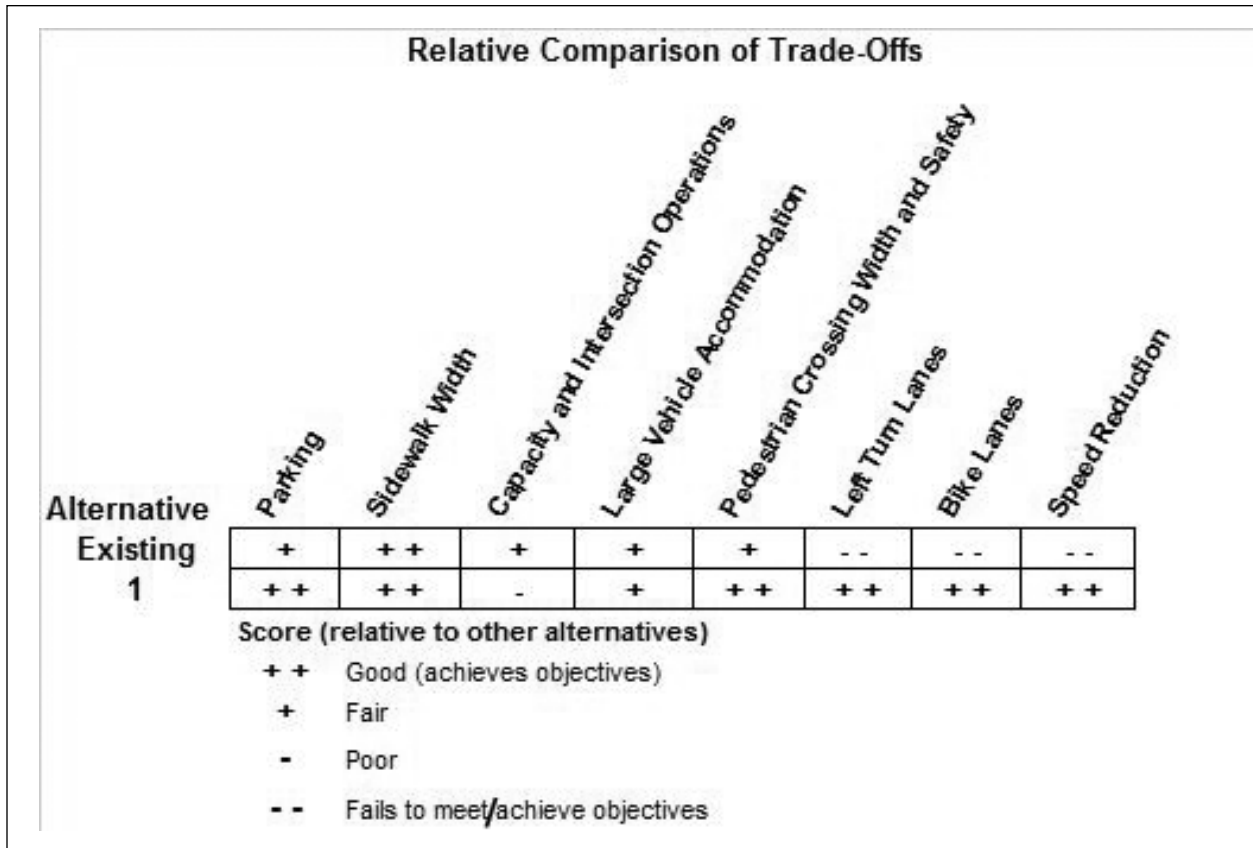 Relative Comparison of Trade-Offs
Parking
Sidewalk Width
Capacity and Intersection Operations
Large Vehicle Accommodation
Pedestrian Crossing Width and Safety
Left Turn Lanes
Bike Lanes
Speed Reduction
Alternative
Existing + + + + + + - - - - - -
1 + + + + - + + + + + + + + +
Score (relative to other alternatives)
+ + Good (achieves objectives)
+ Fair
- Poor
- - Fails to meet/achieve objectives